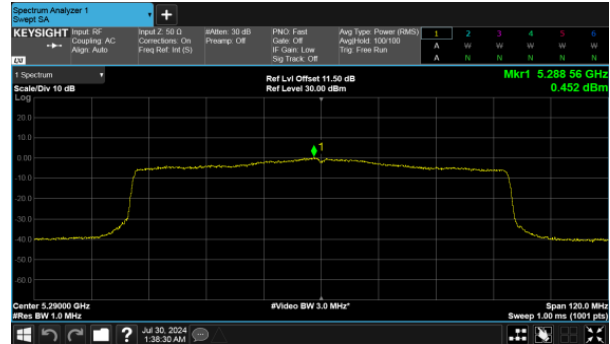 Spectrum Analyzer 1
Swept SA
+
KEYSIGHT
Input: RF
Coupling: AC
Align: Auto
Input Z: 50 Ω
Corrections: On
Freq Ref: Int (S)
#Atten: 30 dB
Preamp: Off
PNO: Fast
Gate: Off
IF Gain: Low
Sig Track: Off
Avg Type: Power (RMS)
Avg|Hold: 100/100
Trig: Free Run
1 2 3 4 5 6
A W W W W W
A N N N N N
LXI
1 Spectrum
Scale/Div 10 dB
Ref Lvl Offset 11.50 dB
Ref Level 30.00 dBm
Mkr1 5.288 56 GHz
0.452 dBm
Log
20.0
10.0
0.00
-10.0
-20.0
-30.0
-40.0
-50.0
-60.0
1
Center 5.29000 GHz
#Res BW 1.0 MHz
#Video BW 3.0 MHz*
Span 120.0 MHz
Sweep 1.00 ms (1001 pts)
?
Jul 30, 2024
1:38:30 AM